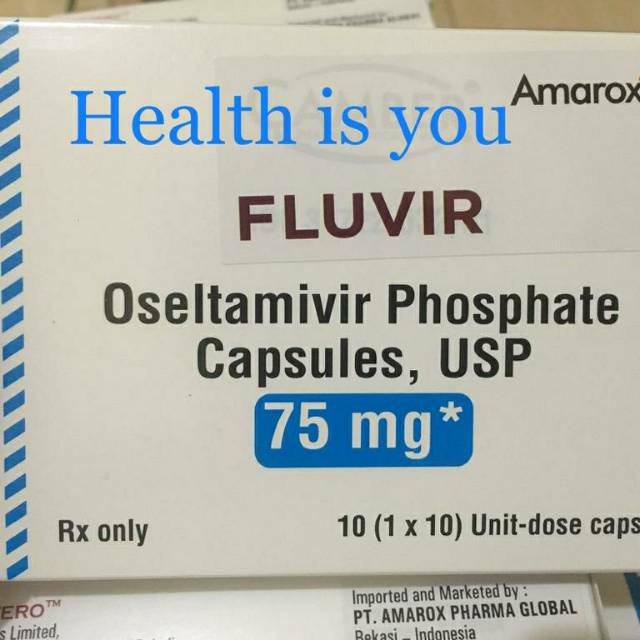 Amarox
Health is you
FLUVIR
Oseltamivir Phosphate
Capsules, USP
75 mg*
Rx only
10 (1 x 10) Unit-dose caps
ERO™
s Limited,
Imported and Marketed by :
PT. AMAROX PHARMA GLOBAL
Bekasi – Indonesia